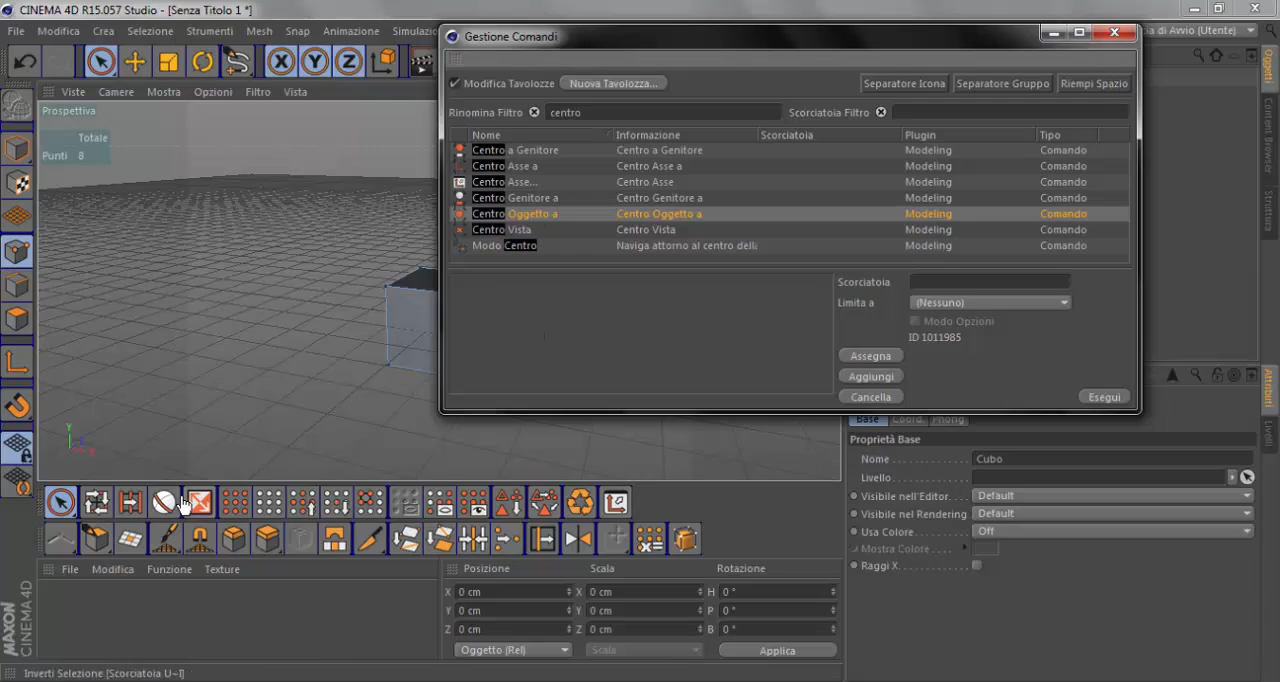 CINEMA 4D R15.057 Studio - [Senza Titolo 1 *]
File Modifica Crea Selezione Strumenti Mesh Snap Animazione
di Avvio (Utente)
Gestione Comandi
Modifica Tavolozze Nuova Tavolozza... Separatore Icona Separatore Gruppo Riempi Spazio
Rinomina Filtro centro Scorciatoia Filtro
Nome Informazione Scorciatoia Plugin Tipo
Centro a Genitore Centro a Genitore Modeling Comando
Centro Asse a Centro Asse a Modeling Comando
Centro Asse... Centro Asse Modeling Comando
Centro Genitore a Centro Genitore a Modeling Comando
Centro Oggetto a Centro Oggetto a Modeling Comando
Centro Vista Centro Vista Modeling Comando
Modo Centro Naviga attorno al centro dell Modeling Comando
Scorciatoia
Limita a (Nessuno)
Modo Opzioni
ID 1011985
Assegna
Aggiungi
Cancella Esegui
Viste Camere Mostra Opzioni Filtro Vista
Prospettiva
Totale
Punti 8
Y
X Y Z
Oggetti
Content Browser
Struttura
Attributi
Livelli
Base Coord. Phong
Proprietà Base
Nome Cubo
Livello
Visibile nell'Editor Default
Visibile nel Rendering Default
Usa Colore Off
Mostra Colore
Raggi X
File Modifica Funzione Texture
Posizione Scala Rotazione
X 0 cm X 0 cm H 0 °
Y 0 cm Y 0 cm P 0 °
Z 0 cm Z 0 cm B 0 °
Oggetto (Rel) Scala Applica
MAXON
CINEMA 4D
Inverti Selezione [Scorciatoia U~I]